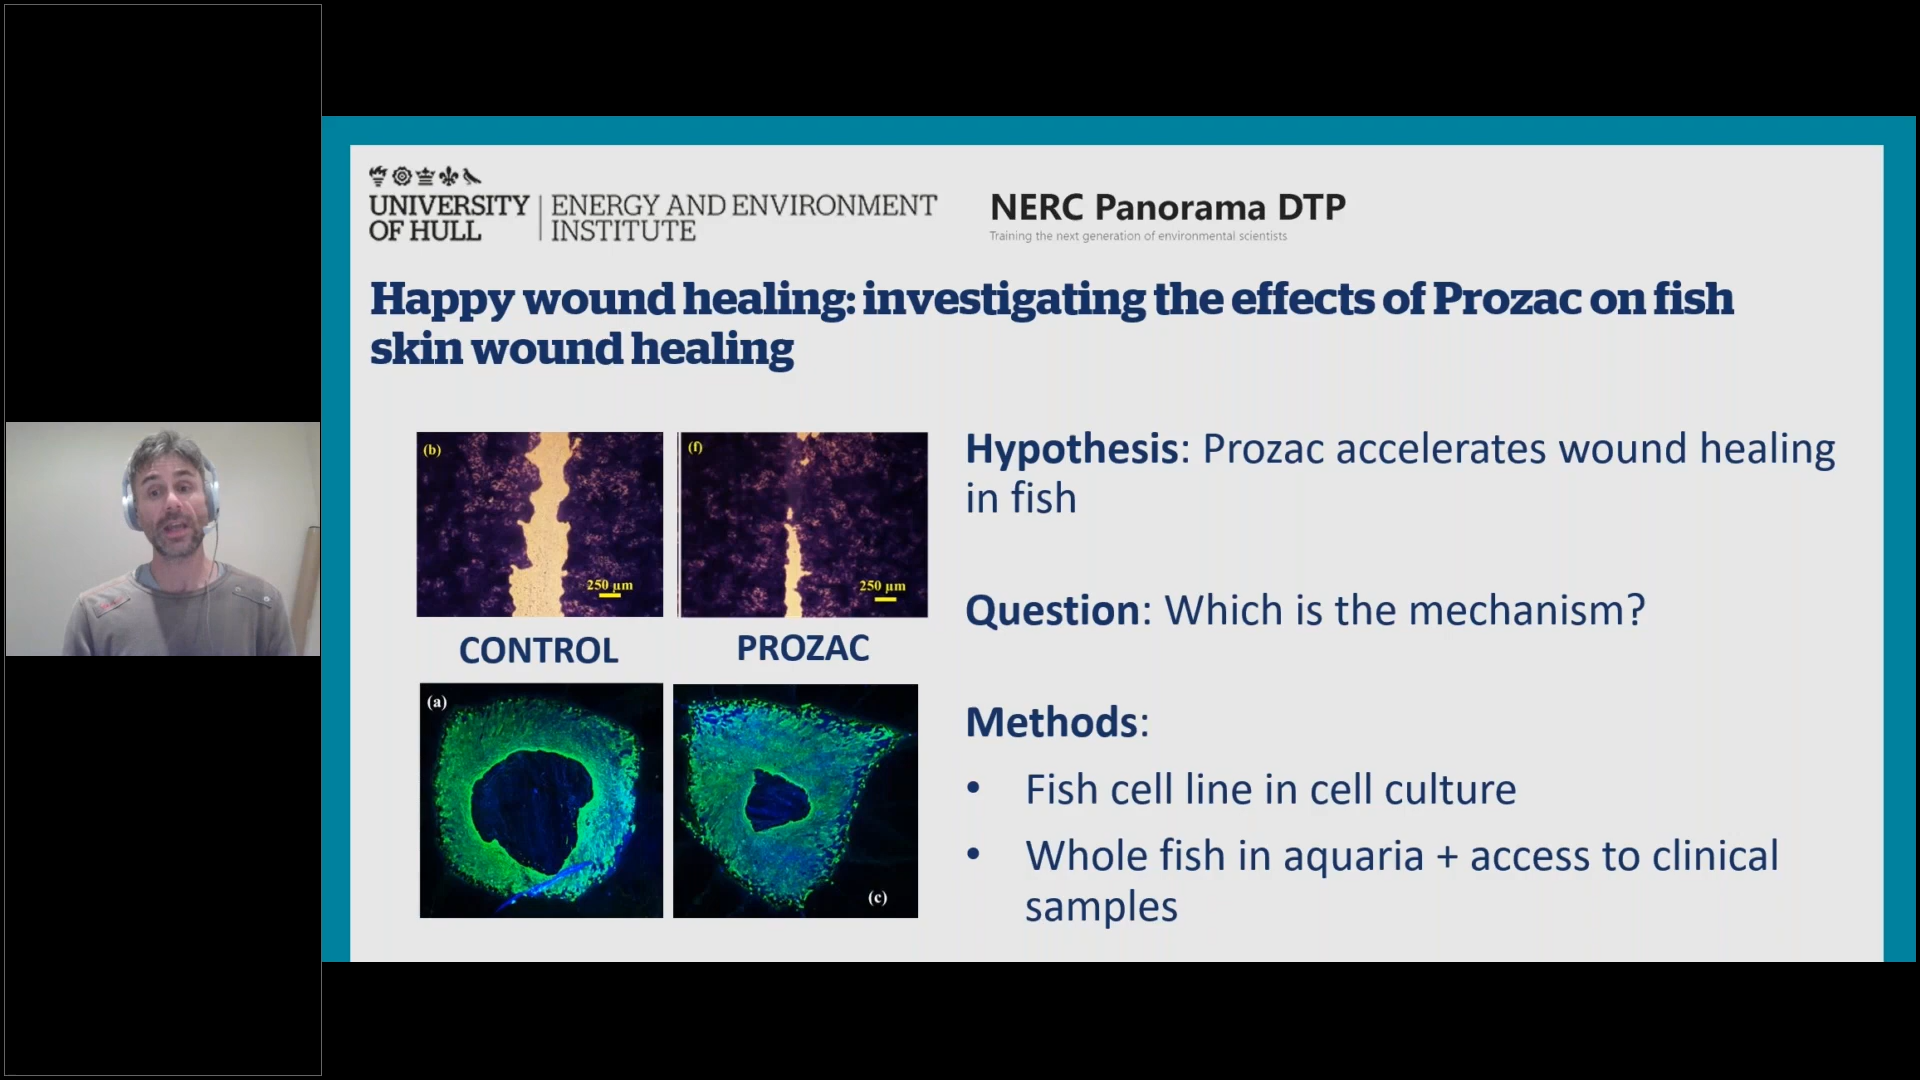 UNIVERSITY OF HULL
ENERGY AND ENVIRONMENT INSTITUTE
NERC Panorama DTP
Training the next generation of environmental scientists
Happy wound healing: investigating the effects of Prozac on fish
skin wound healing
(b)
250 µm
(f)
250 µm
CONTROL
PROZAC
(a)
(c)
Hypothesis: Prozac accelerates wound healing
in fish
Question: Which is the mechanism?
Methods:
• Fish cell line in cell culture
• Whole fish in aquaria + access to clinical
samples